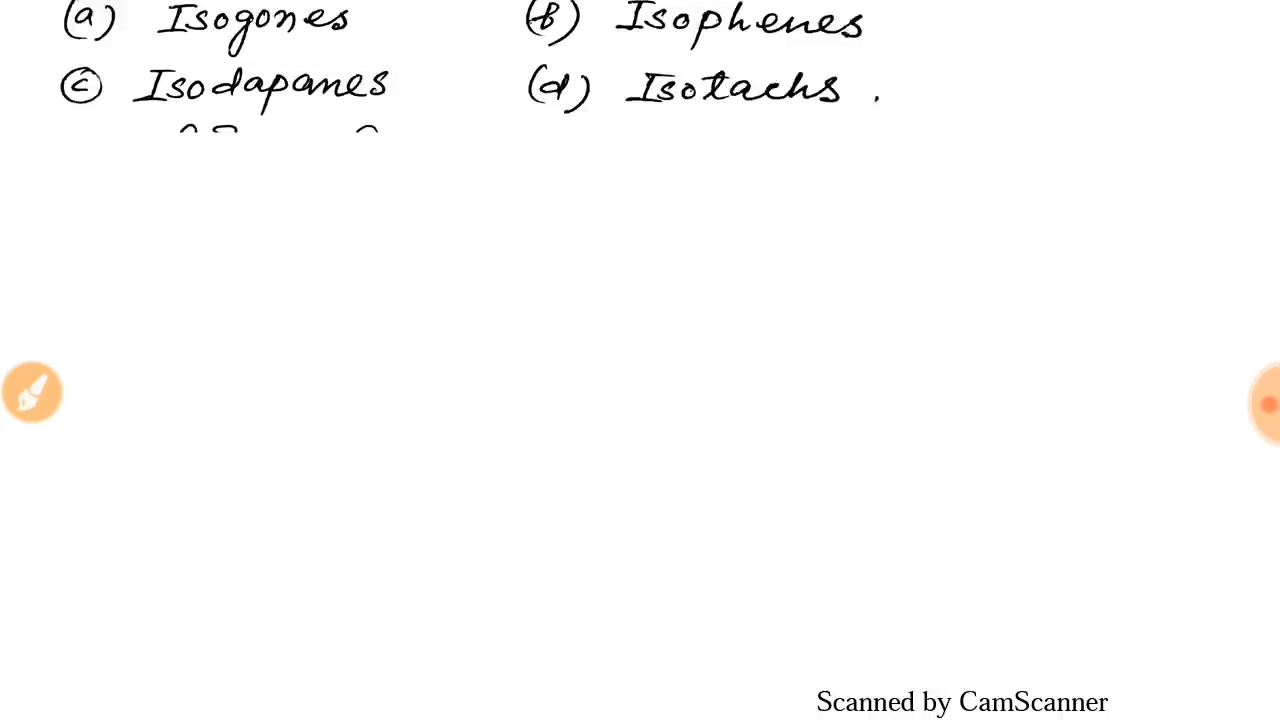 (a) Isogones (b) Isophenes
(c) Isodapanes (d) Isotachs .
Scanned by CamScanner